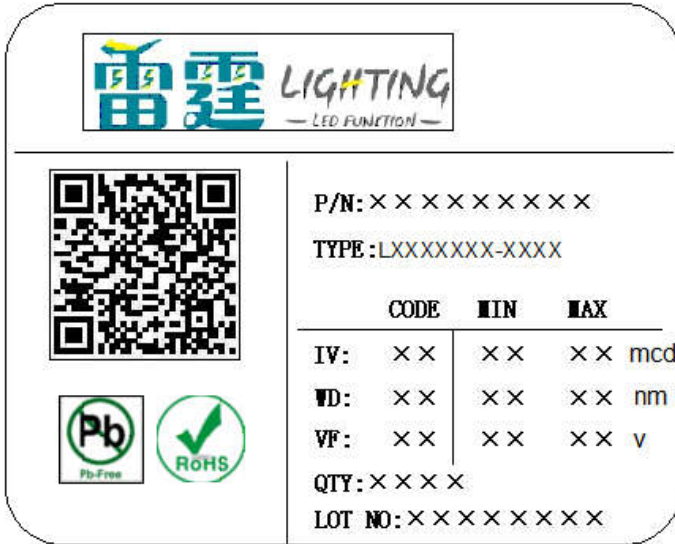 雷霆 LIGHTING
— LED FUNCTION —
P/N:×××××××××
TYPE:LXXXXXXX-XXXX
CODE MIN MAX
IV: ×× ×× ×× mcd
WD: ×× ×× ×× nm
VF: ×× ×× ×× v
QTY:××××
LOT NO:××××××××
Pb
Pb-Free
RoHS